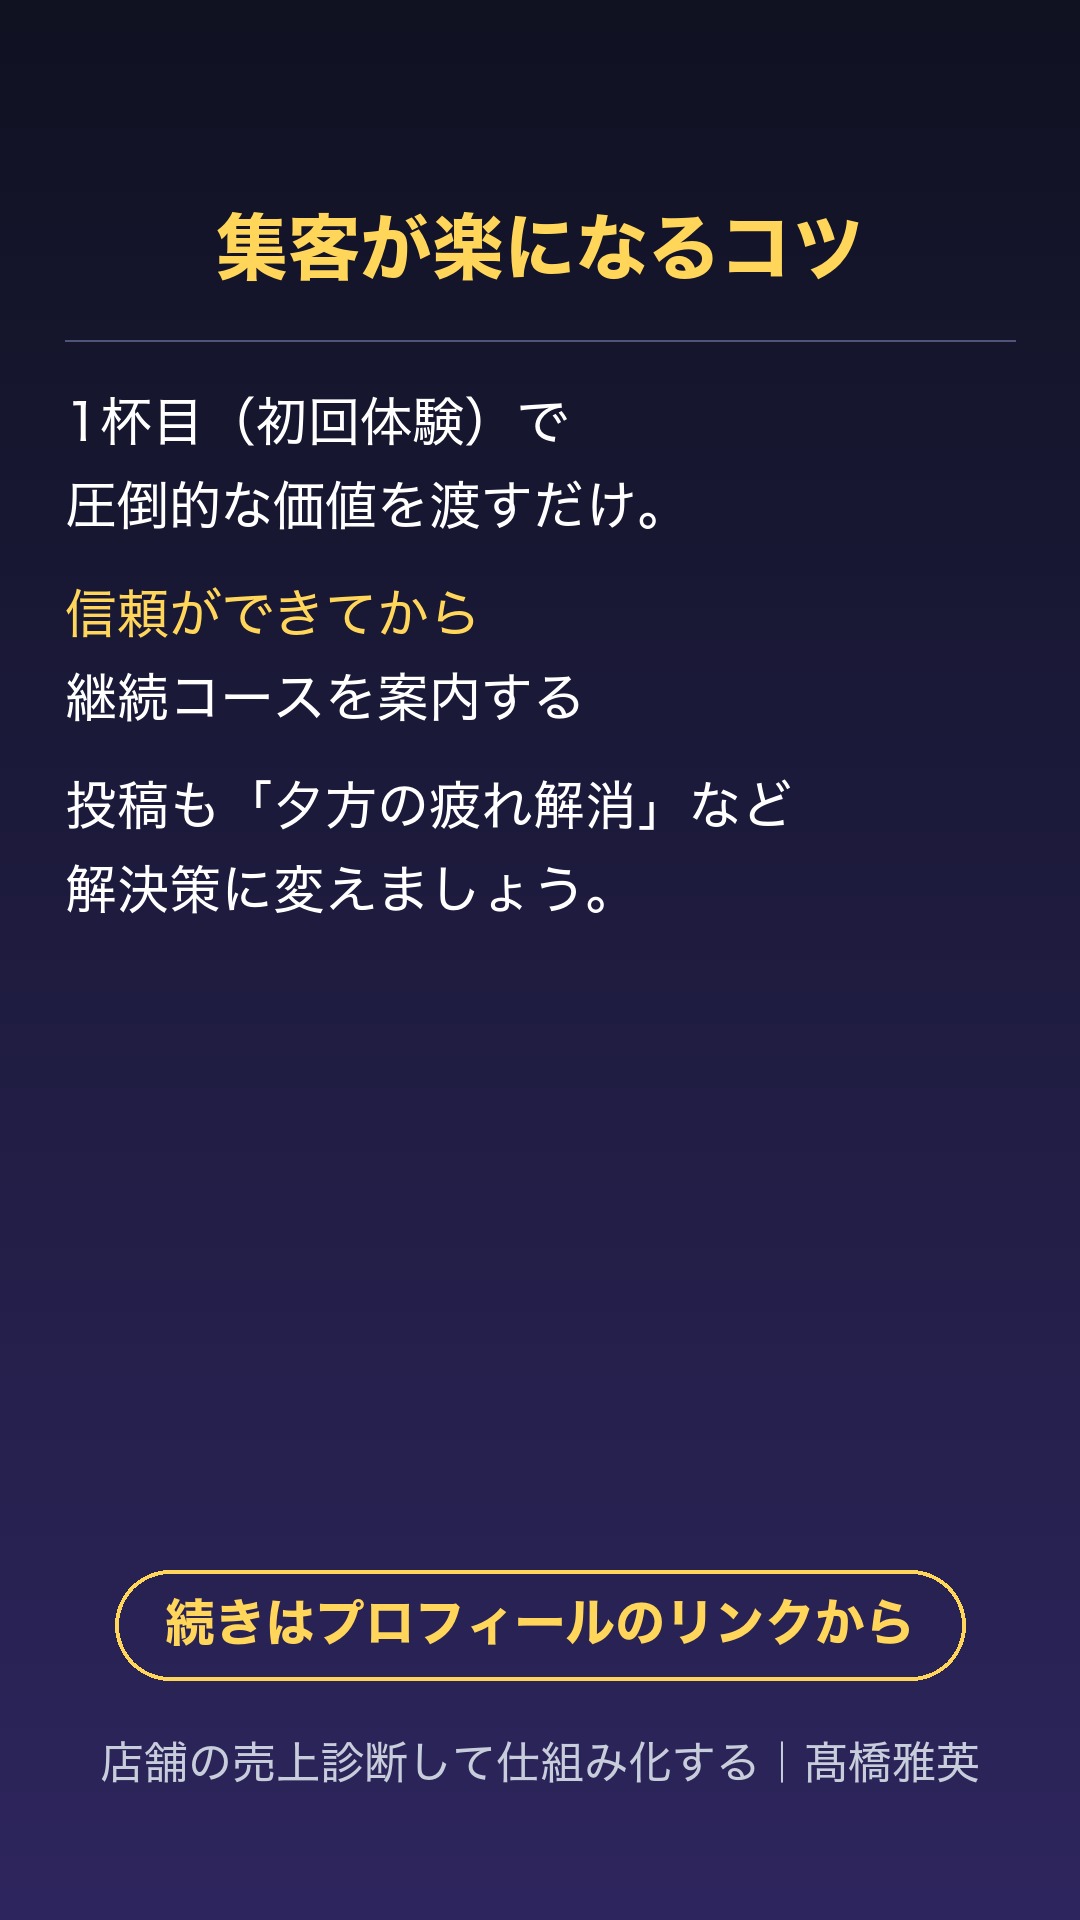 集客が楽になるコツ
1杯目（初回体験）で
圧倒的な価値を渡すだけ。
信頼ができてから
継続コースを案内する
投稿も「夕方の疲れ解消」など
解決策に変えましょう。
続きはプロフィールのリンクから
店舗の売上診断して仕組み化する｜髙橋雅英